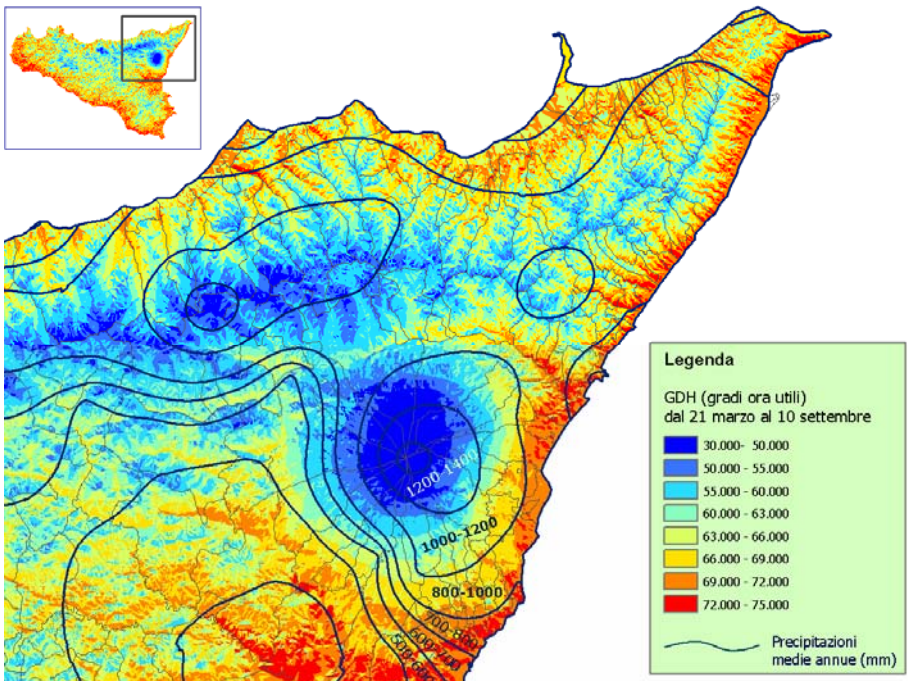 Legenda
GDH (gradi ora utili)
dal 21 marzo al 10 settembre
30.000- 50.000
50.000 - 55.000
55.000 - 60.000
60.000 - 63.000
63.000 - 66.000
66.000 - 69.000
69.000 - 72.000
72.000 - 75.000
Precipitazioni
medie annue (mm)
1200-1400
1000-1200
800-1000
700-800